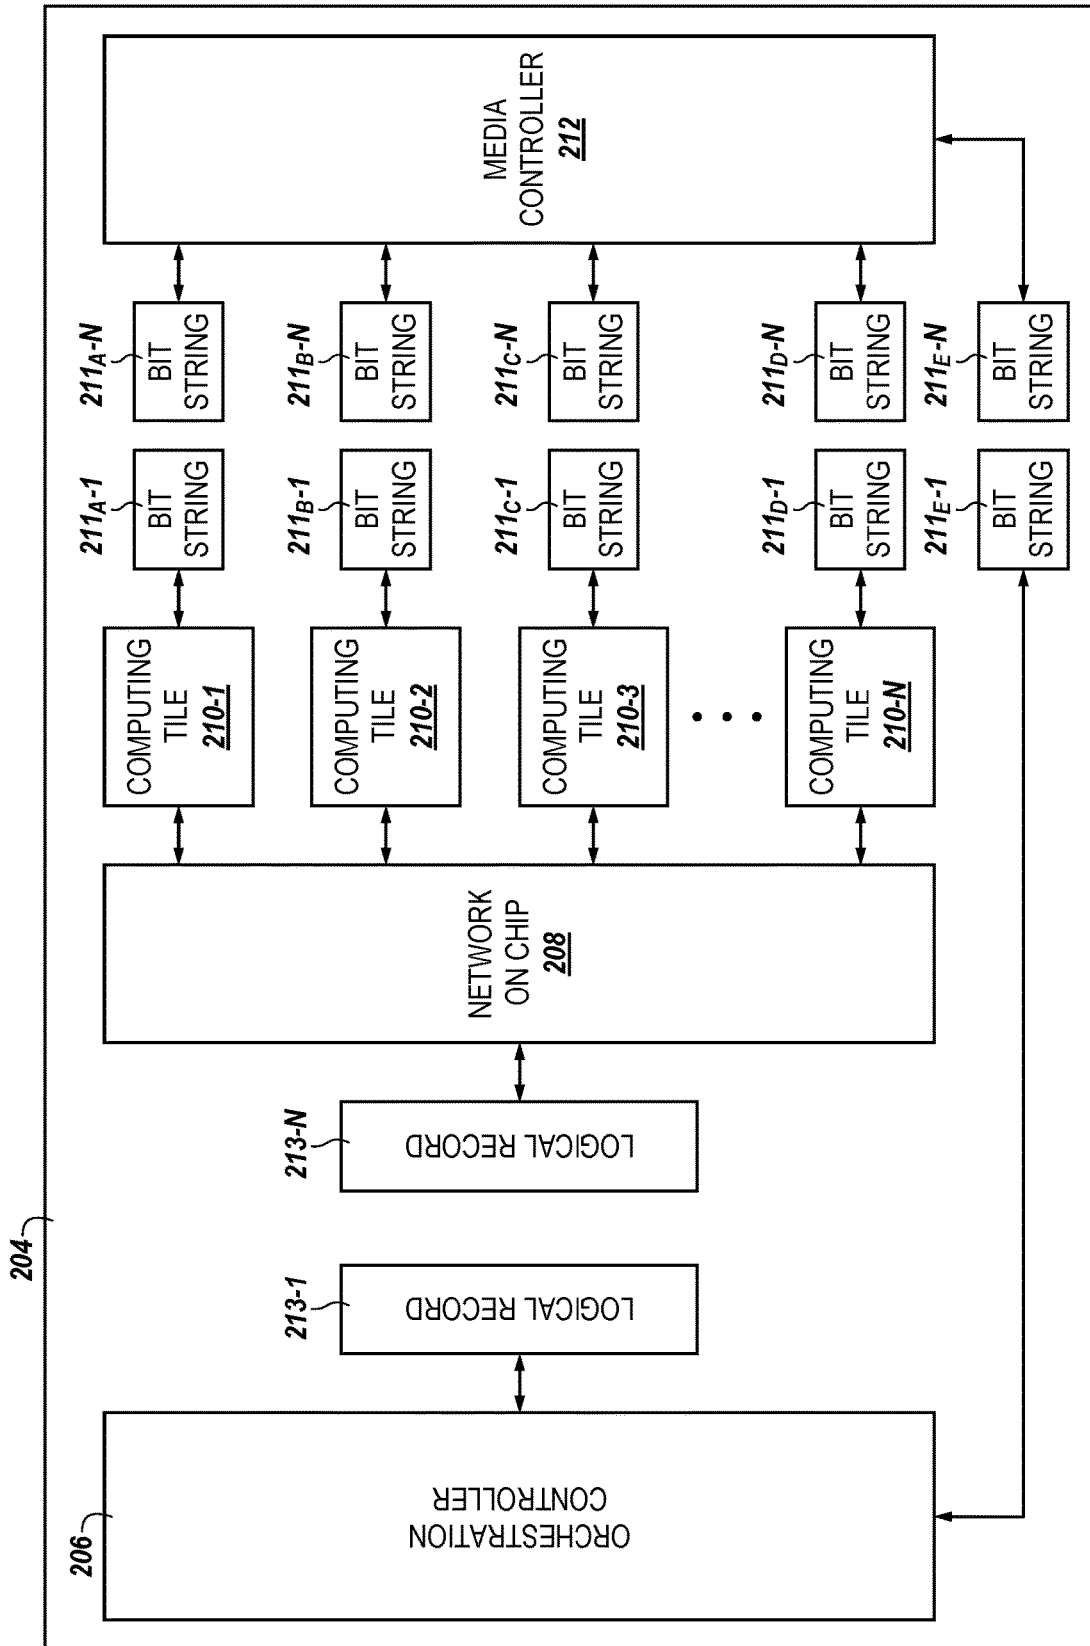 204
206
ORCHESTRATION
CONTROLLER
213-1
LOGICAL RECORD
213-N
LOGICAL RECORD
NETWORK
ON CHIP
208
COMPUTING
TILE
210-1
COMPUTING
TILE
210-2
COMPUTING
TILE
210-3
• • •
COMPUTING
TILE
210-N
211A-1
BIT
STRING
211B-1
BIT
STRING
211C-1
BIT
STRING
211D-1
BIT
STRING
211E-1
BIT
STRING
211A-N
BIT
STRING
211B-N
BIT
STRING
211C-N
BIT
STRING
211D-N
BIT
STRING
211E-N
BIT
STRING
MEDIA
CONTROLLER
212